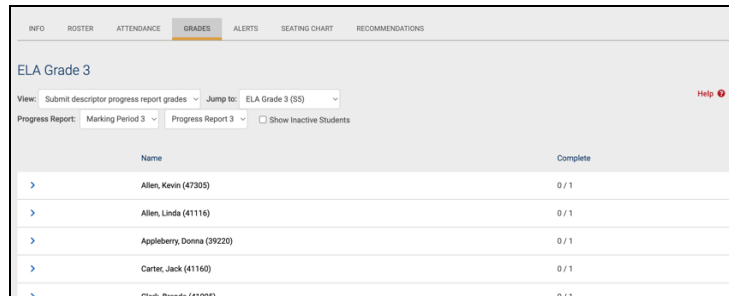 INFO ROSTER ATTENDANCE GRADES ALERTS SEATING CHART RECOMMENDATIONS
ELA Grade 3
View: Submit descriptor progress report grades Jump to: ELA Grade 3 (S5) Help
Progress Report: Marking Period 3 Progress Report 3 Show Inactive Students
Name Complete
Allen, Kevin (47305) 0 / 1
Allen, Linda (41116) 0 / 1
Appleberry, Donna (39220) 0 / 1
Carter, Jack (41160) 0 / 1
0 / 1